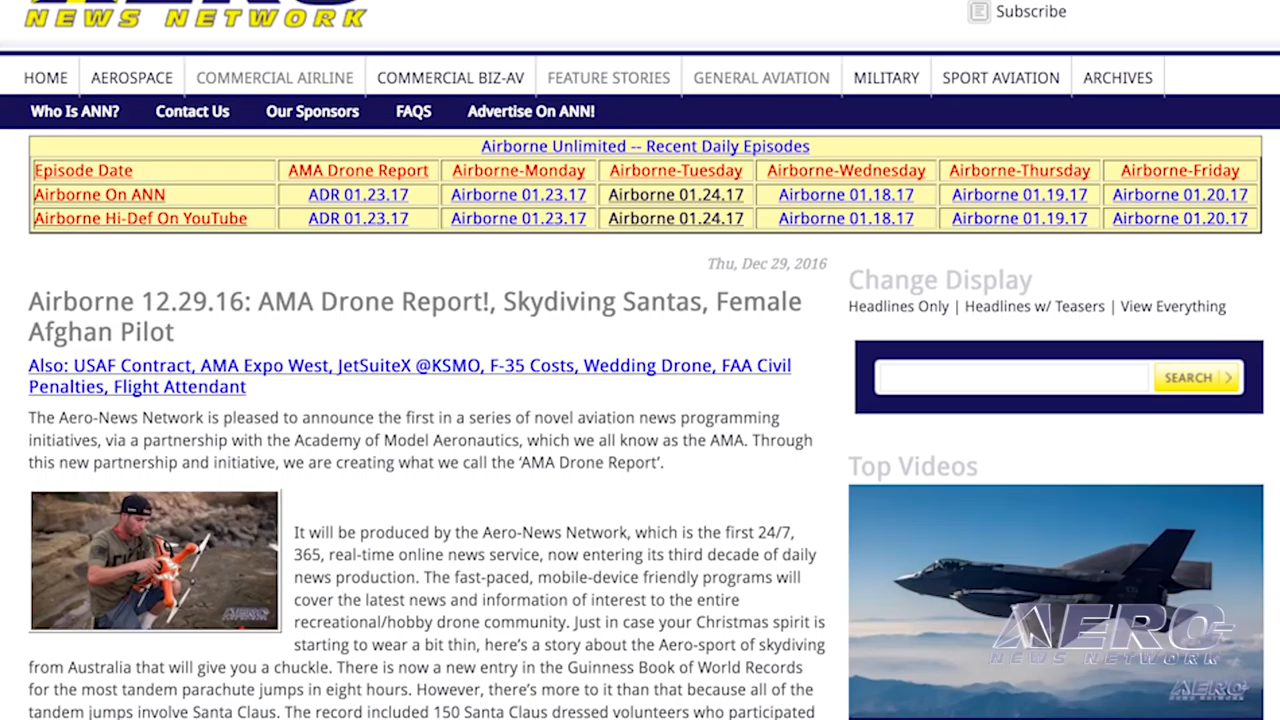 NEWS NETWORK
Subscribe
HOME AEROSPACE COMMERCIAL AIRLINE COMMERCIAL BIZ-AV FEATURE STORIES GENERAL AVIATION MILITARY SPORT AVIATION ARCHIVES
Who Is ANN? Contact Us Our Sponsors FAQS Advertise On ANN!
Airborne Unlimited -- Recent Daily Episodes
Episode Date AMA Drone Report Airborne-Monday Airborne-Tuesday Airborne-Wednesday Airborne-Thursday Airborne-Friday
Airborne On ANN ADR 01.23.17 Airborne 01.23.17 Airborne 01.24.17 Airborne 01.18.17 Airborne 01.19.17 Airborne 01.20.17
Airborne Hi-Def On YouTube ADR 01.23.17 Airborne 01.23.17 Airborne 01.24.17 Airborne 01.18.17 Airborne 01.19.17 Airborne 01.20.17
Thu, Dec 29, 2016
Airborne 12.29.16: AMA Drone Report!, Skydiving Santas, Female
Afghan Pilot
Also: USAF Contract, AMA Expo West, JetSuiteX @KSMO, F-35 Costs, Wedding Drone, FAA Civil
Penalties, Flight Attendant
The Aero-News Network is pleased to announce the first in a series of novel aviation news programming
initiatives, via a partnership with the Academy of Model Aeronautics, which we all know as the AMA. Through
this new partnership and initiative, we are creating what we call the ‘AMA Drone Report’.
It will be produced by the Aero-News Network, which is the first 24/7,
365, real-time online news service, now entering its third decade of daily
news production. The fast-paced, mobile-device friendly programs will
cover the latest news and information of interest to the entire
recreational/hobby drone community. Just in case your Christmas spirit is
starting to wear a bit thin, here’s a story about the Aero-sport of skydiving
from Australia that will give you a chuckle. There is now a new entry in the Guinness Book of World Records
for the most tandem parachute jumps in eight hours. However, there’s more to it than that because all of the
tandem jumps involve Santa Claus. The record included 150 Santa Claus dressed volunteers who participated
Change Display
Headlines Only | Headlines w/ Teasers | View Everything
SEARCH
Top Videos
AERO
NEWS NETWORK